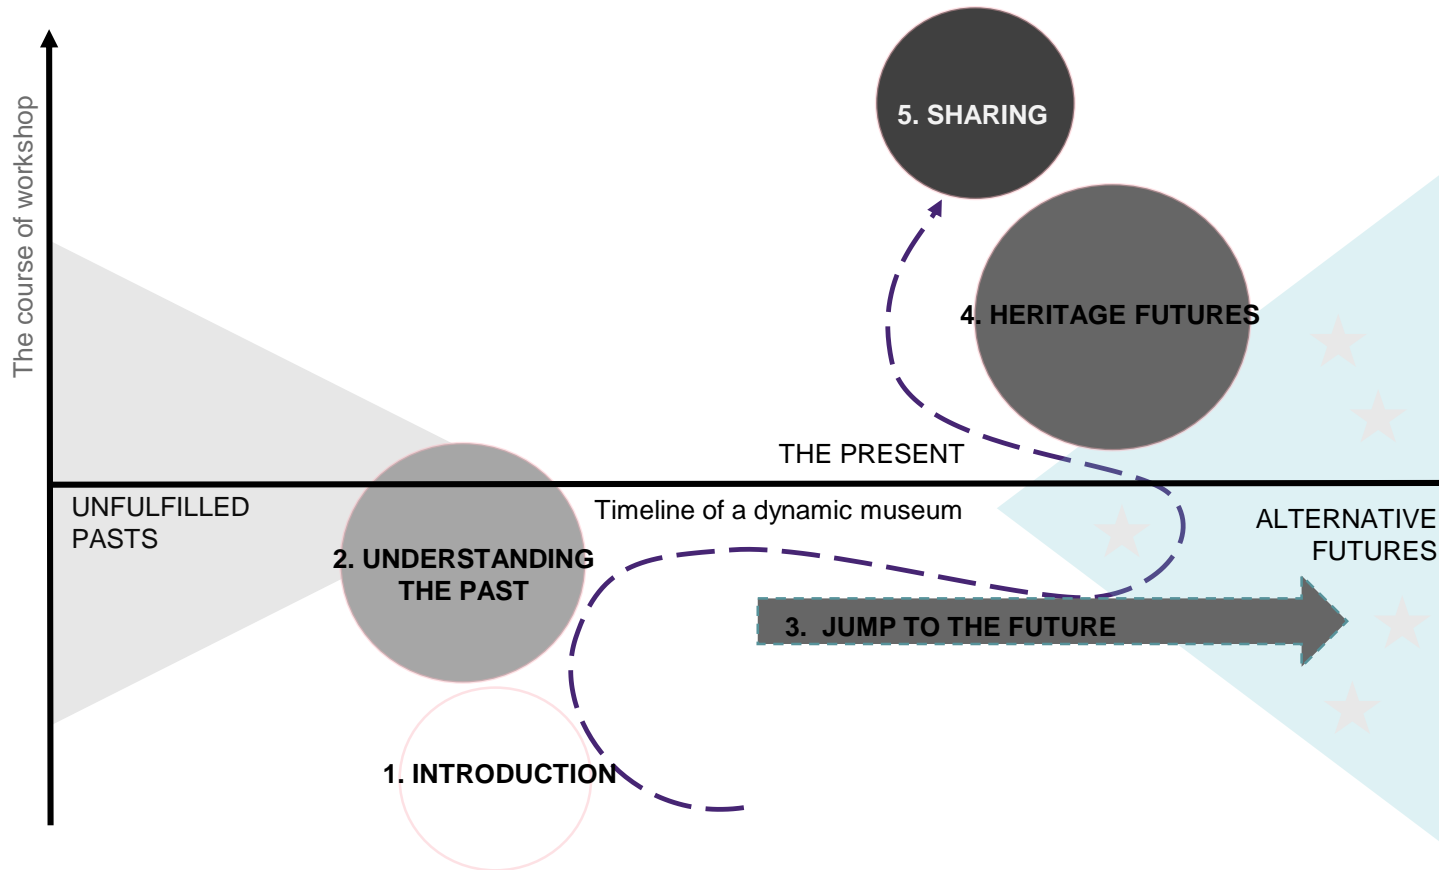 The course of workshop
5. SHARING
4. HERITAGE FUTURES
THE PRESENT
UNFULFILLED
PASTS
Timeline of a dynamic museum
ALTERNATIVE
FUTURES
2. UNDERSTANDING
THE PAST
3. JUMP TO THE FUTURE
1. INTRODUCTION